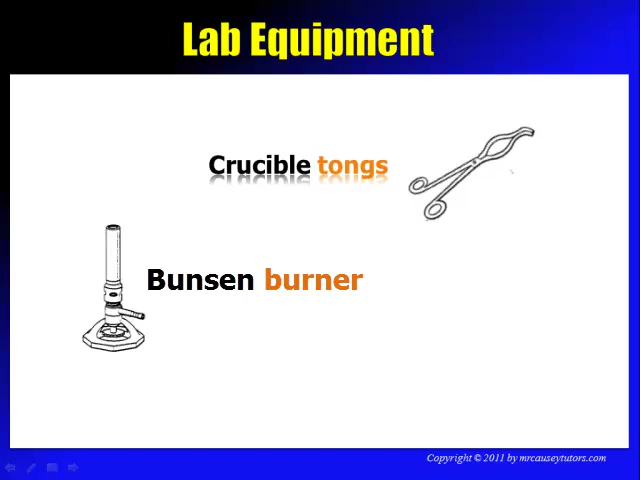 Lab Equipment
Crucible tongs
Bunsen burner
Copyright © 2011 by mrcauseytutors.com